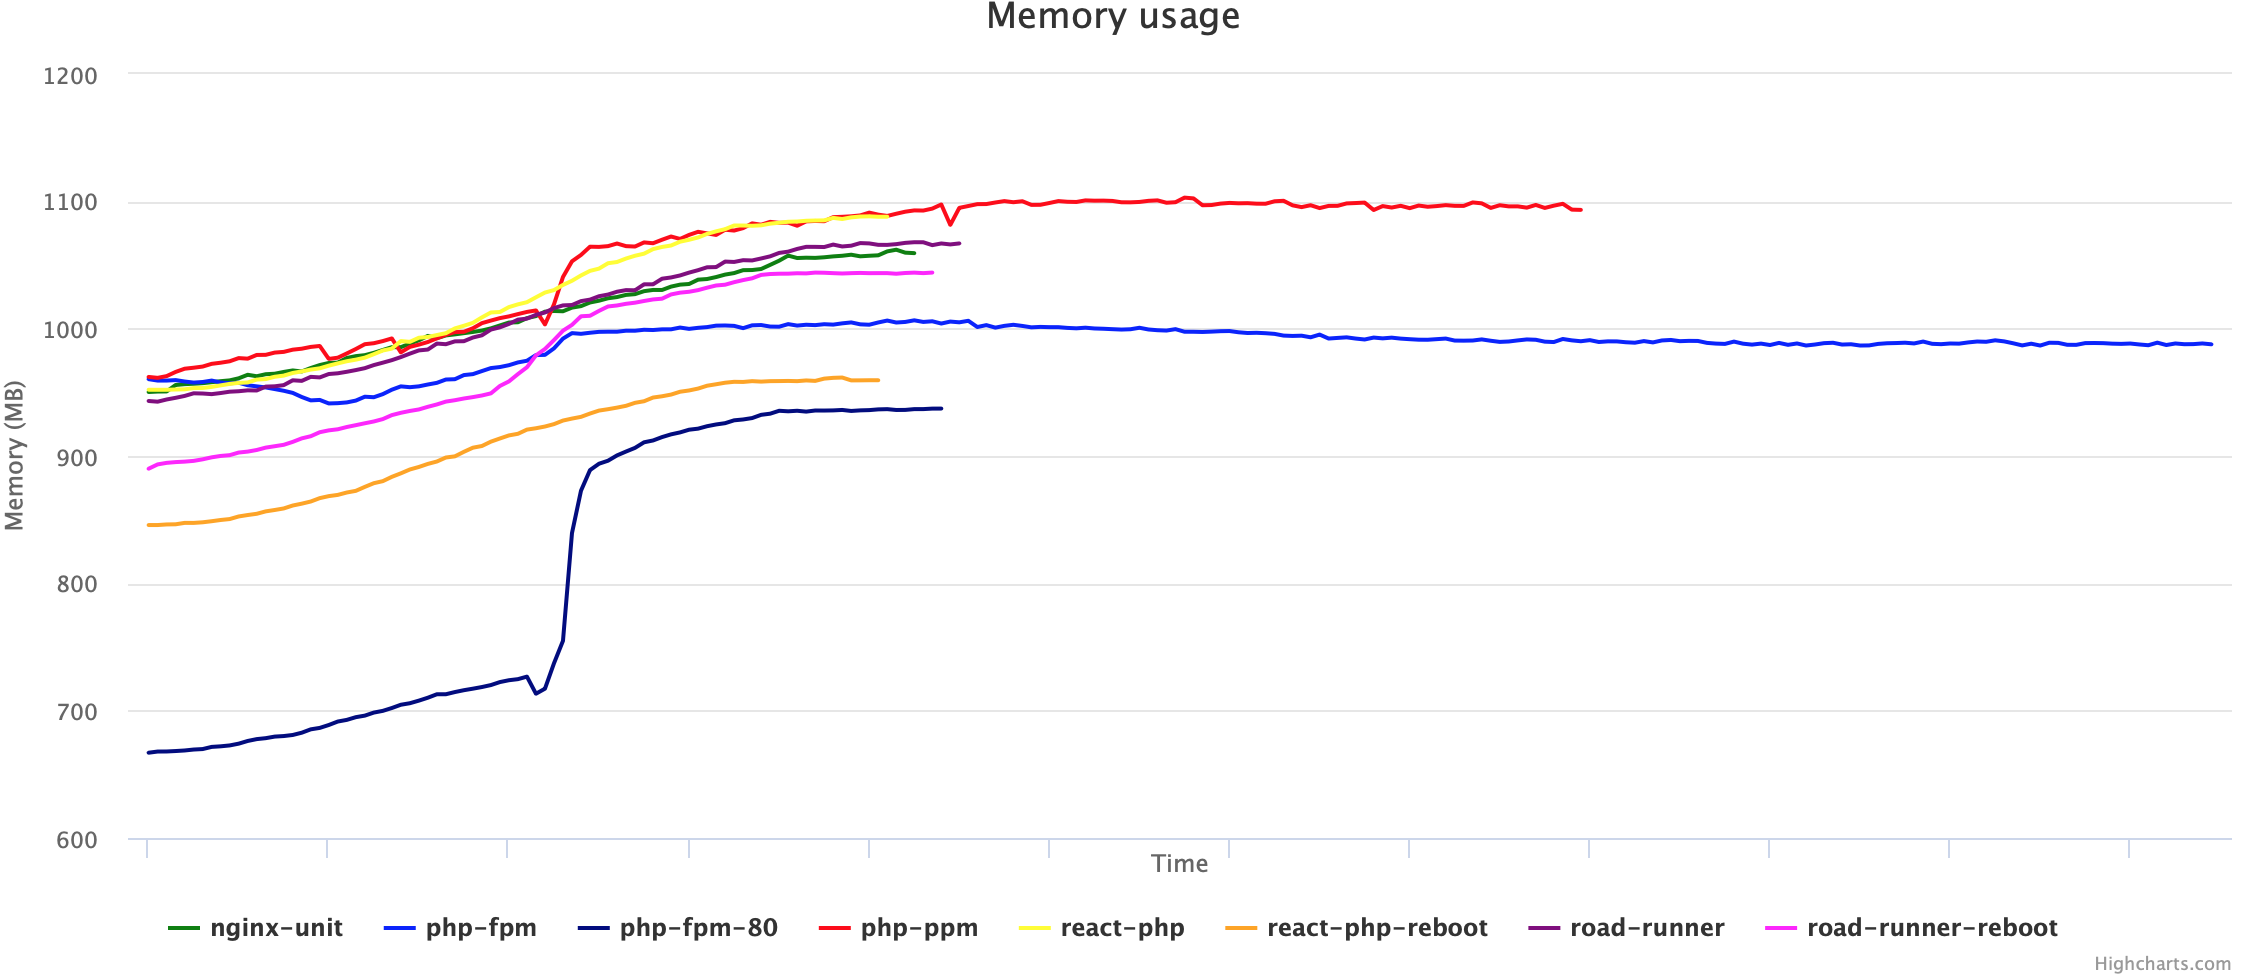 Memory usage
1200
1100
1000
900
800
700
600
Memory (MB)
Time
nginx-unit php-fpm php-fpm-80 php-ppm react-php react-php-reboot road-runner road-runner-reboot
Highcharts.com